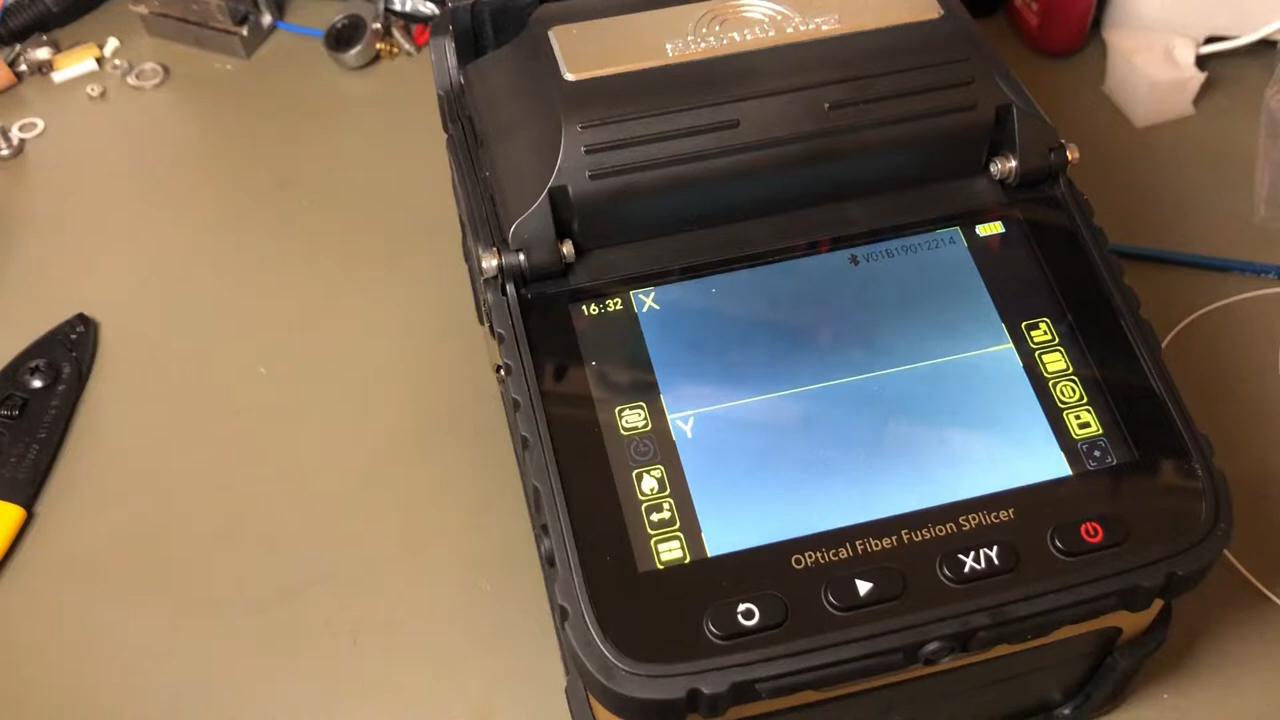 V01B19012214
16:32
X
Y
OPtical Fiber Fusion SPlicer
X/Y